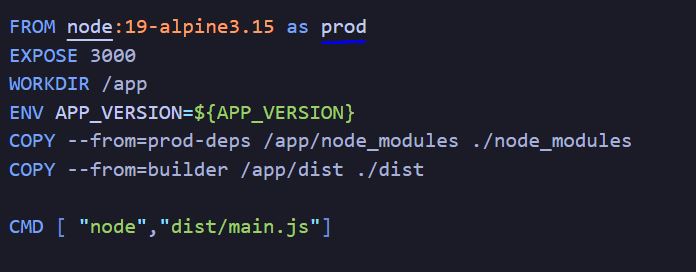 FROM node:19-alpine3.15 as prod
EXPOSE 3000
WORKDIR /app
ENV APP_VERSION=${APP_VERSION}
COPY --from=prod-deps /app/node_modules ./node_modules
COPY --from=builder /app/dist ./dist
CMD [ "node","dist/main.js"]